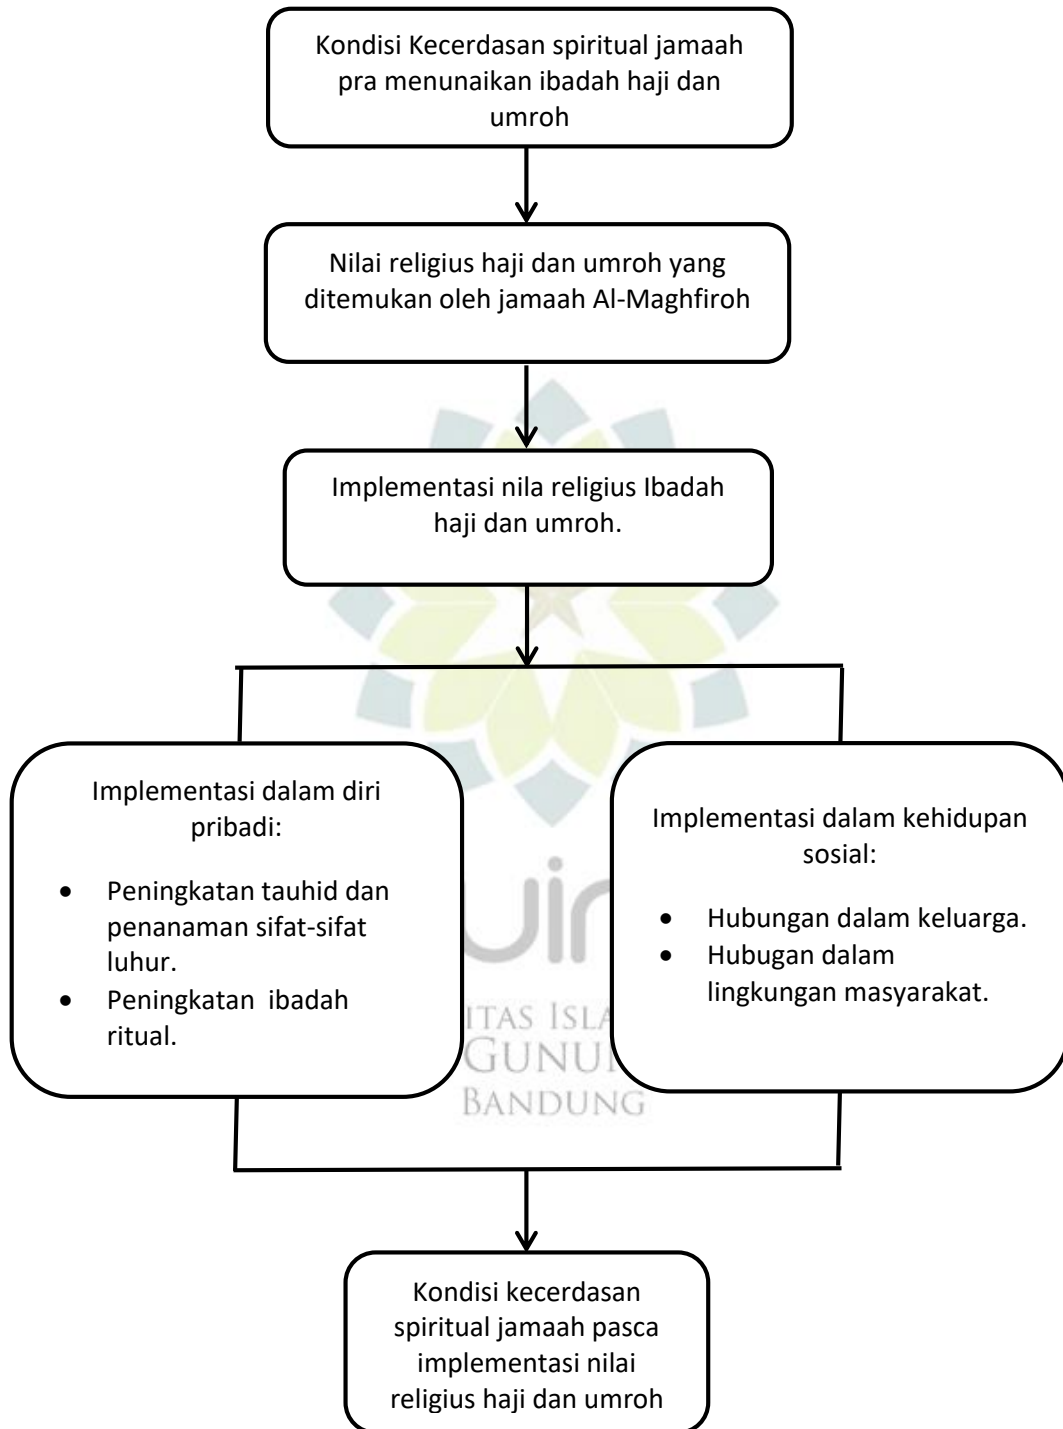 Kondisi Kecerdasan spiritual jamaah
pra menunaikan ibadah haji dan
umroh
Nilai religius haji dan umroh yang
ditemukan oleh jamaah Al-Maghfiroh
Implementasi nila religius Ibadah
haji dan umroh.
Implementasi dalam diri
pribadi:
• Peningkatan tauhid dan
penanaman sifat-sifat
luhur.
• Peningkatan ibadah
ritual.
Implementasi dalam kehidupan
sosial:
• Hubungan dalam keluarga.
• Hubugan dalam
lingkungan masyarakat.
BANDUNG
Kondisi kecerdasan
spiritual jamaah pasca
implementasi nilai
religius haji dan umroh